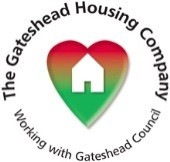 The Gateshead Housing Company
Working with Gateshead Council